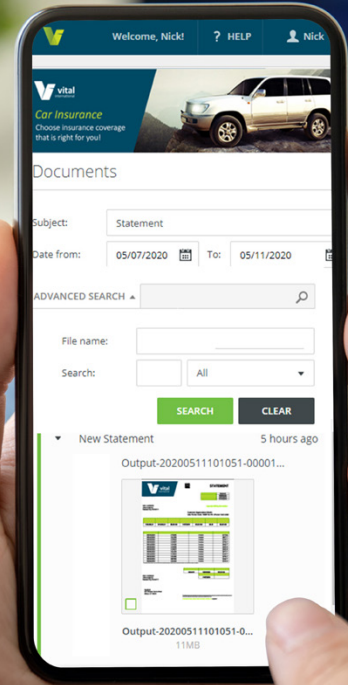 Welcome, Nick! ? HELP Nick
vital
Car Insurance
Choose insurance coverage
that is right for you!
Documents
Subject: Statement
Date from: 05/07/2020 To: 05/11/2020
ADVANCED SEARCH
File name:
Search: All
SEARCH CLEAR
New Statement 5 hours ago
Output-20200511101051-00001...
vital STATEMENT
Output-20200511101051-0...
11MB